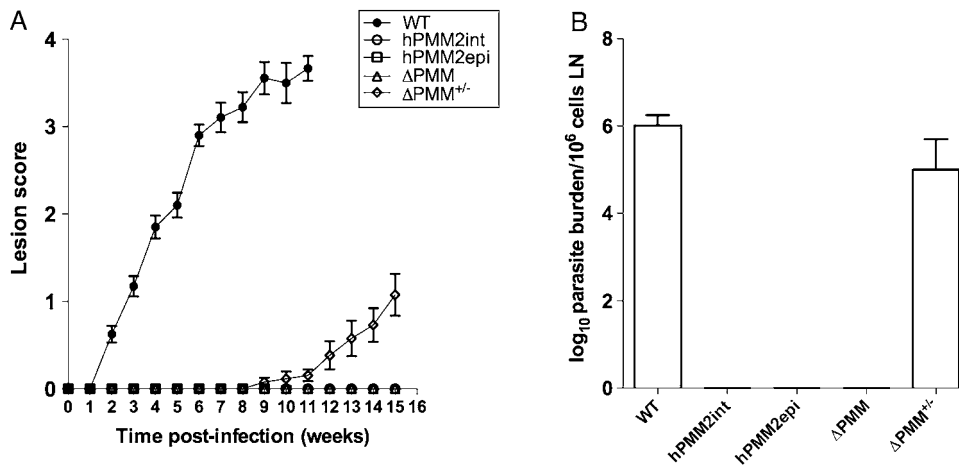 A
WT
hPMM2int
hPMM2epi
ΔPMM
ΔPMM+/-
Lesion score
4
3
2
1
0
0 1 2 3 4 5 6 7 8 9 10 11 12 13 14 15 16
Time post-infection (weeks)
B
log10 parasite burden/10^6 cells LN
8
6
4
2
0
WT
hPMM2int
hPMM2epi
ΔPMM
ΔPMM+/-